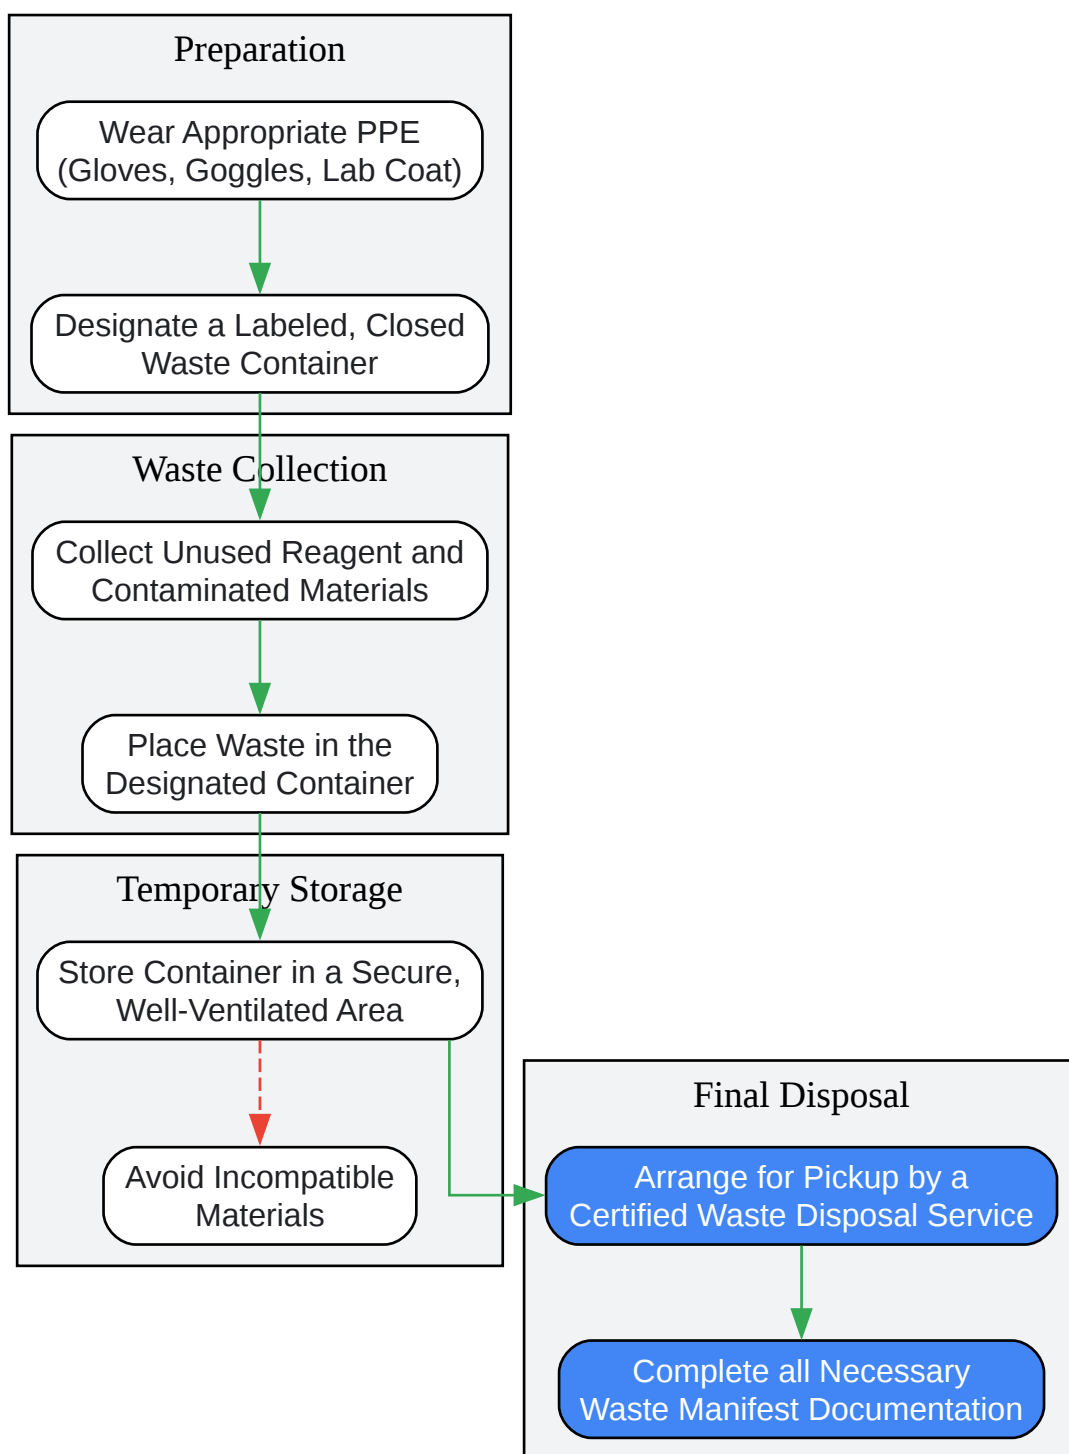 Preparation
Wear Appropriate PPE
(Gloves, Goggles, Lab Coat)
Designate a Labeled, Closed
Waste Container
Waste Collection
Collect Unused Reagent and
Contaminated Materials
Place Waste in the
Designated Container
Temporary Storage
Store Container in a Secure,
Well-Ventilated Area
Avoid Incompatible
Materials
Final Disposal
Arrange for Pickup by a
Certified Waste Disposal Service
Complete all Necessary
Waste Manifest Documentation